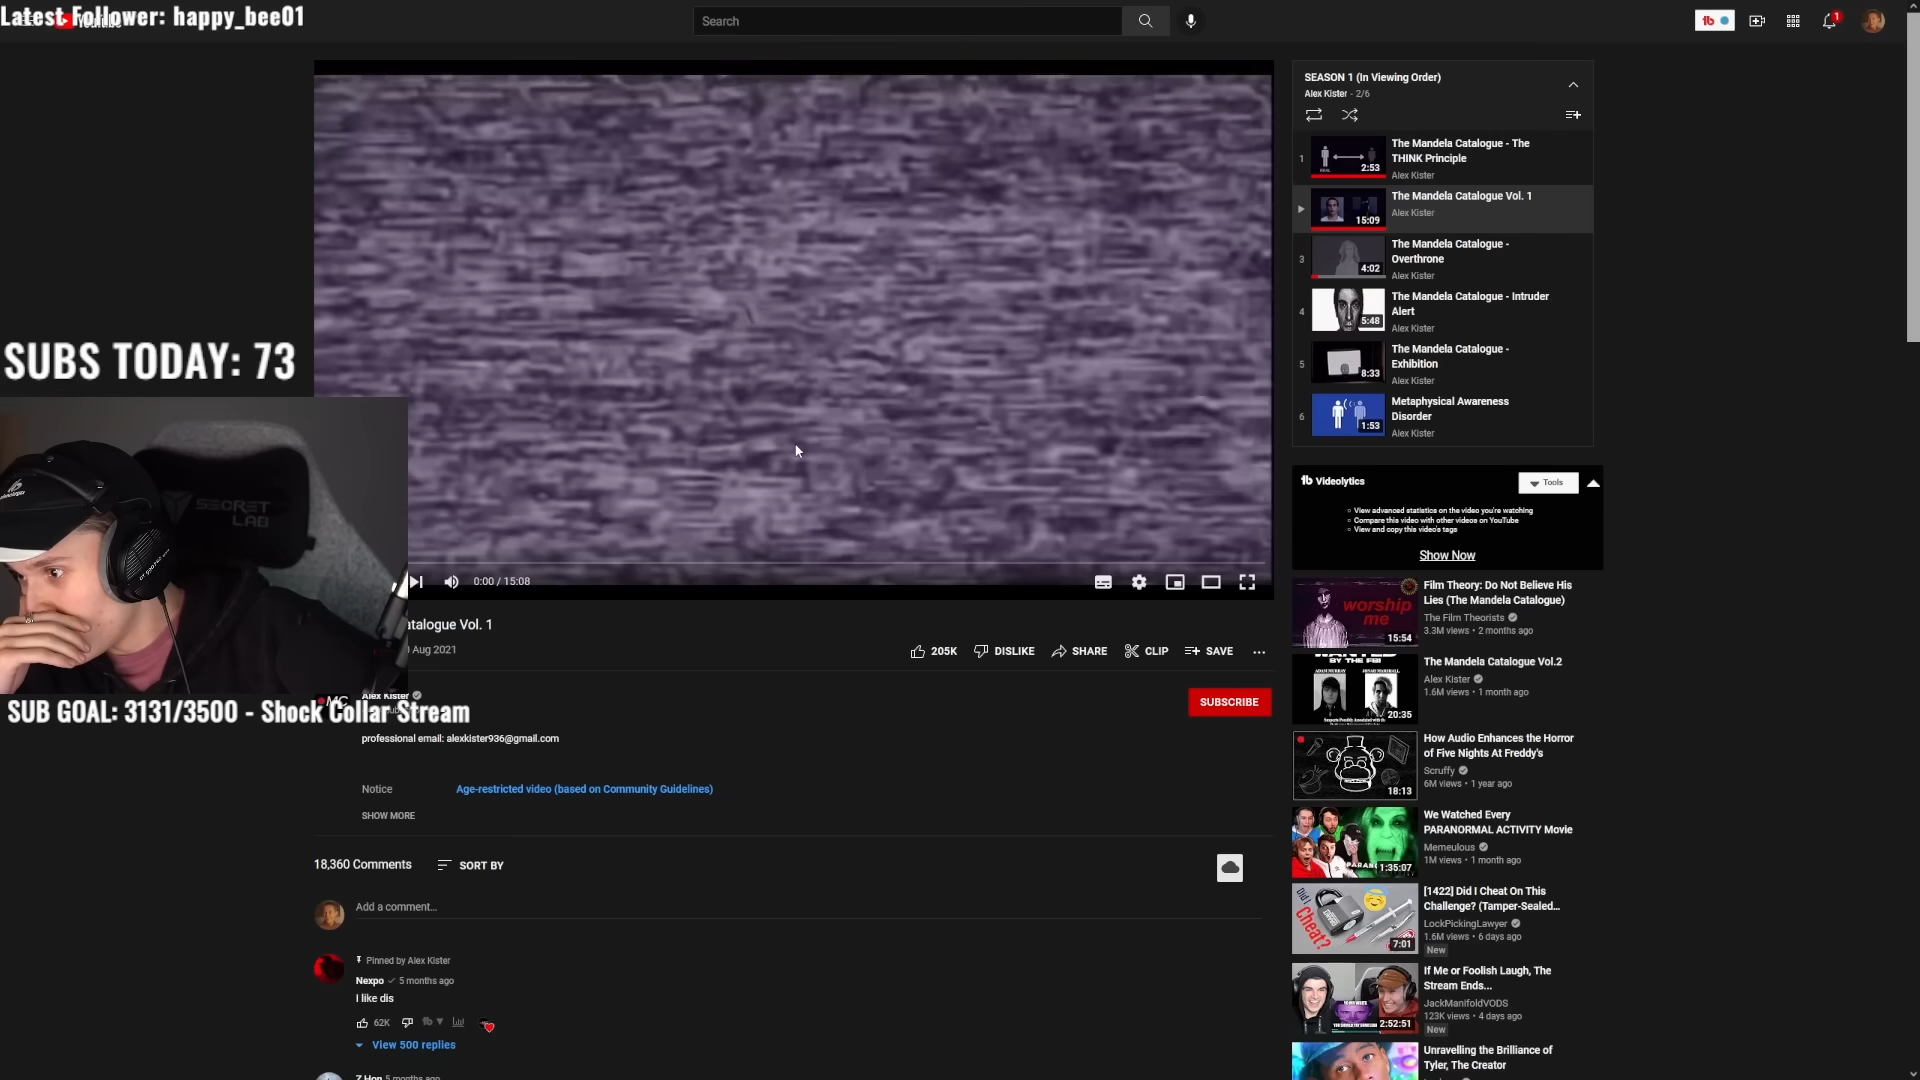 Latest Follower: happy_bee01
Search
1
SEASON 1 (In Viewing Order)
Alex Kister - 2/6
1
The Mandela Catalogue - The
THINK Principle
2:53
Alex Kister
The Mandela Catalogue Vol. 1
Alex Kister
15:09
3
The Mandela Catalogue -
Overthrone
4:02
Alex Kister
4
The Mandela Catalogue - Intruder
Alert
5:48
Alex Kister
5
The Mandela Catalogue -
Exhibition
8:33
Alex Kister
6
Metaphysical Awareness
Disorder
1:53
Alex Kister
SUBS TODAY: 73
SECRET
LAB
0:00 / 15:08
atalogue Vol. 1
Aug 2021
205K
DISLIKE
SHARE
CLIP
SAVE
Alex Kister
SUBSCRIBE
SUB GOAL: 3131/3500 - Shock Collar Stream
professional email: alexkister936@gmail.com
Notice
Age-restricted video (based on Community Guidelines)
SHOW MORE
18,360 Comments
SORT BY
Add a comment...
Pinned by Alex Kister
Nexpo
5 months ago
I like dis
62K
View 500 replies
Z Hon 5 months ago
Videolytics
Tools
View advanced statistics on the video you're watching
Compare this video with other videos on YouTube
View and copy this video's tags
Show Now
worship
me
15:54
Film Theory: Do Not Believe His
Lies (The Mandela Catalogue)
The Film Theorists
3.3M views • 2 months ago
WANTED
BY THE FBI
20:35
The Mandela Catalogue Vol.2
Alex Kister
1.6M views • 1 month ago
18:13
How Audio Enhances the Horror
of Five Nights At Freddy's
Scruffy
6M views • 1 year ago
1:35:07
We Watched Every
PARANORMAL ACTIVITY Movie
Memeulous
1M views • 1 month ago
Did I
Cheat?
7:01
[1422] Did I Cheat On This
Challenge? (Tamper-Sealed...
LockPickingLawyer
1.6M views • 6 days ago
New
2:52:51
If Me or Foolish Laugh, The
Stream Ends...
JackManifoldVODS
123K views • 4 days ago
New
Unravelling the Brilliance of
Tyler, The Creator